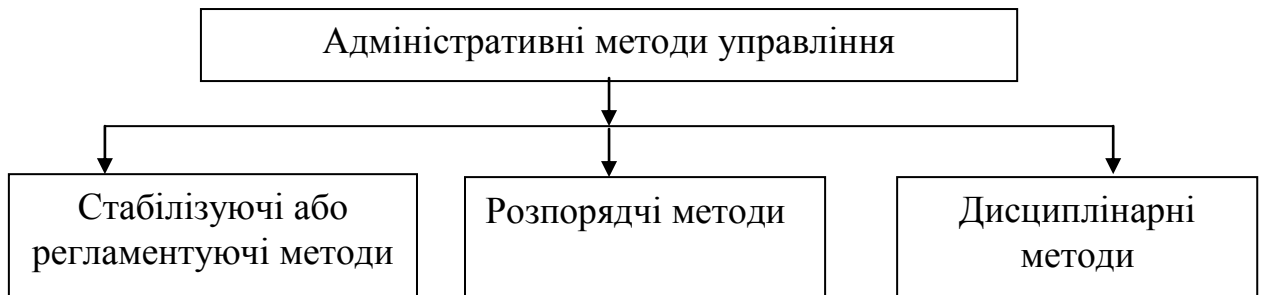 Адміністративні методи управління
Стабілізуючі або
регламентуючі методи
Розпорядчі методи
Дисциплінарні
методи